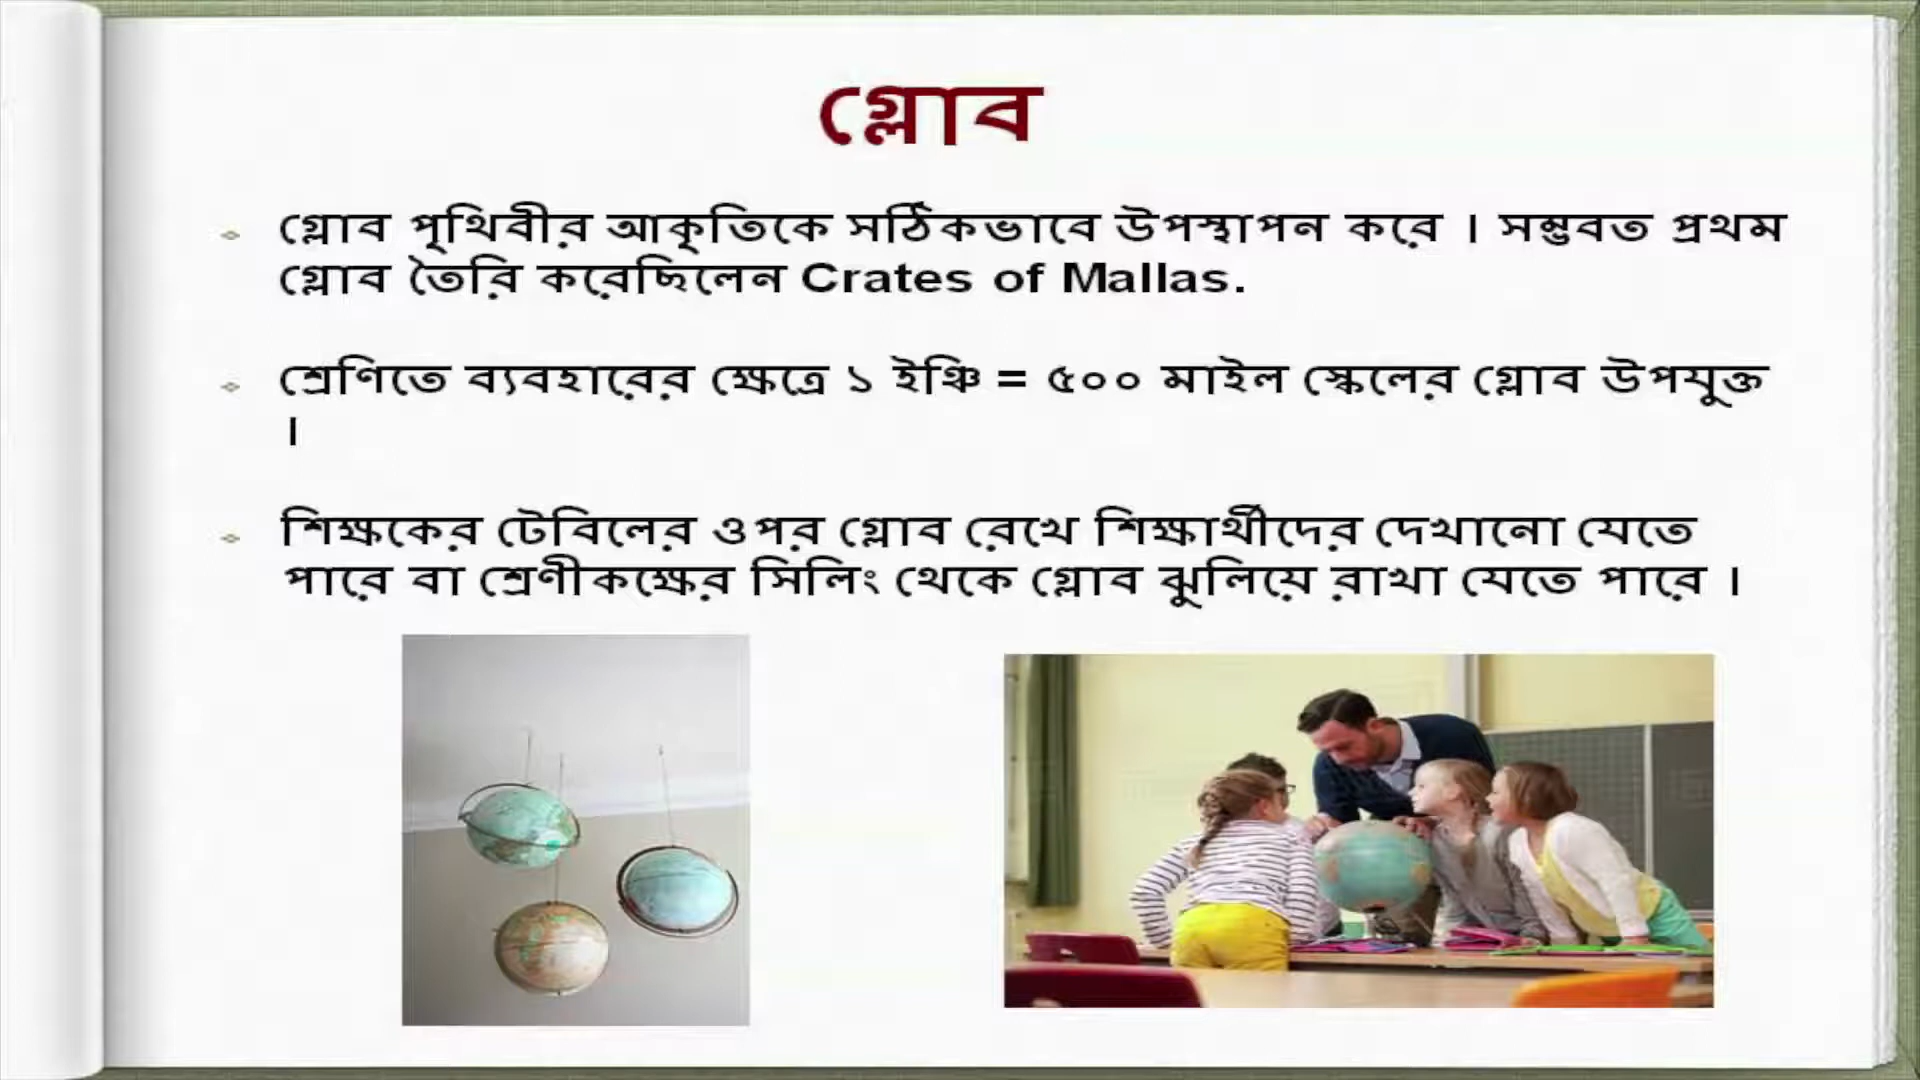 গ্লোব
গ্লোব পৃথিবীর আকৃতিকে সঠিকভাবে উপস্থাপন করে । সম্ভবত প্রথম
গ্লোব তৈরি করেছিলেন Crates of Mallas.
শ্রেণিতে ব্যবহারের ক্ষেত্রে ১ ইঞ্চি = ৫০০ মাইল স্কেলের গ্লোব উপযুক্ত
।
শিক্ষকের টেবিলের ওপর গ্লোব রেখে শিক্ষার্থীদের দেখানো যেতে
পারে বা শ্রেণীকক্ষের সিলিং থেকে গ্লোব ঝুলিয়ে রাখা যেতে পারে ।